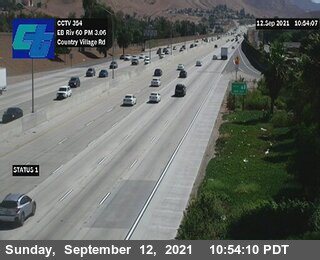 CCTV 354
EB Riv 60 PM 3.06
Country Village Rd
12.Sep 2021
10:54:07
STATUS 1
Sunday, September 12, 2021 10:54:10 PDT